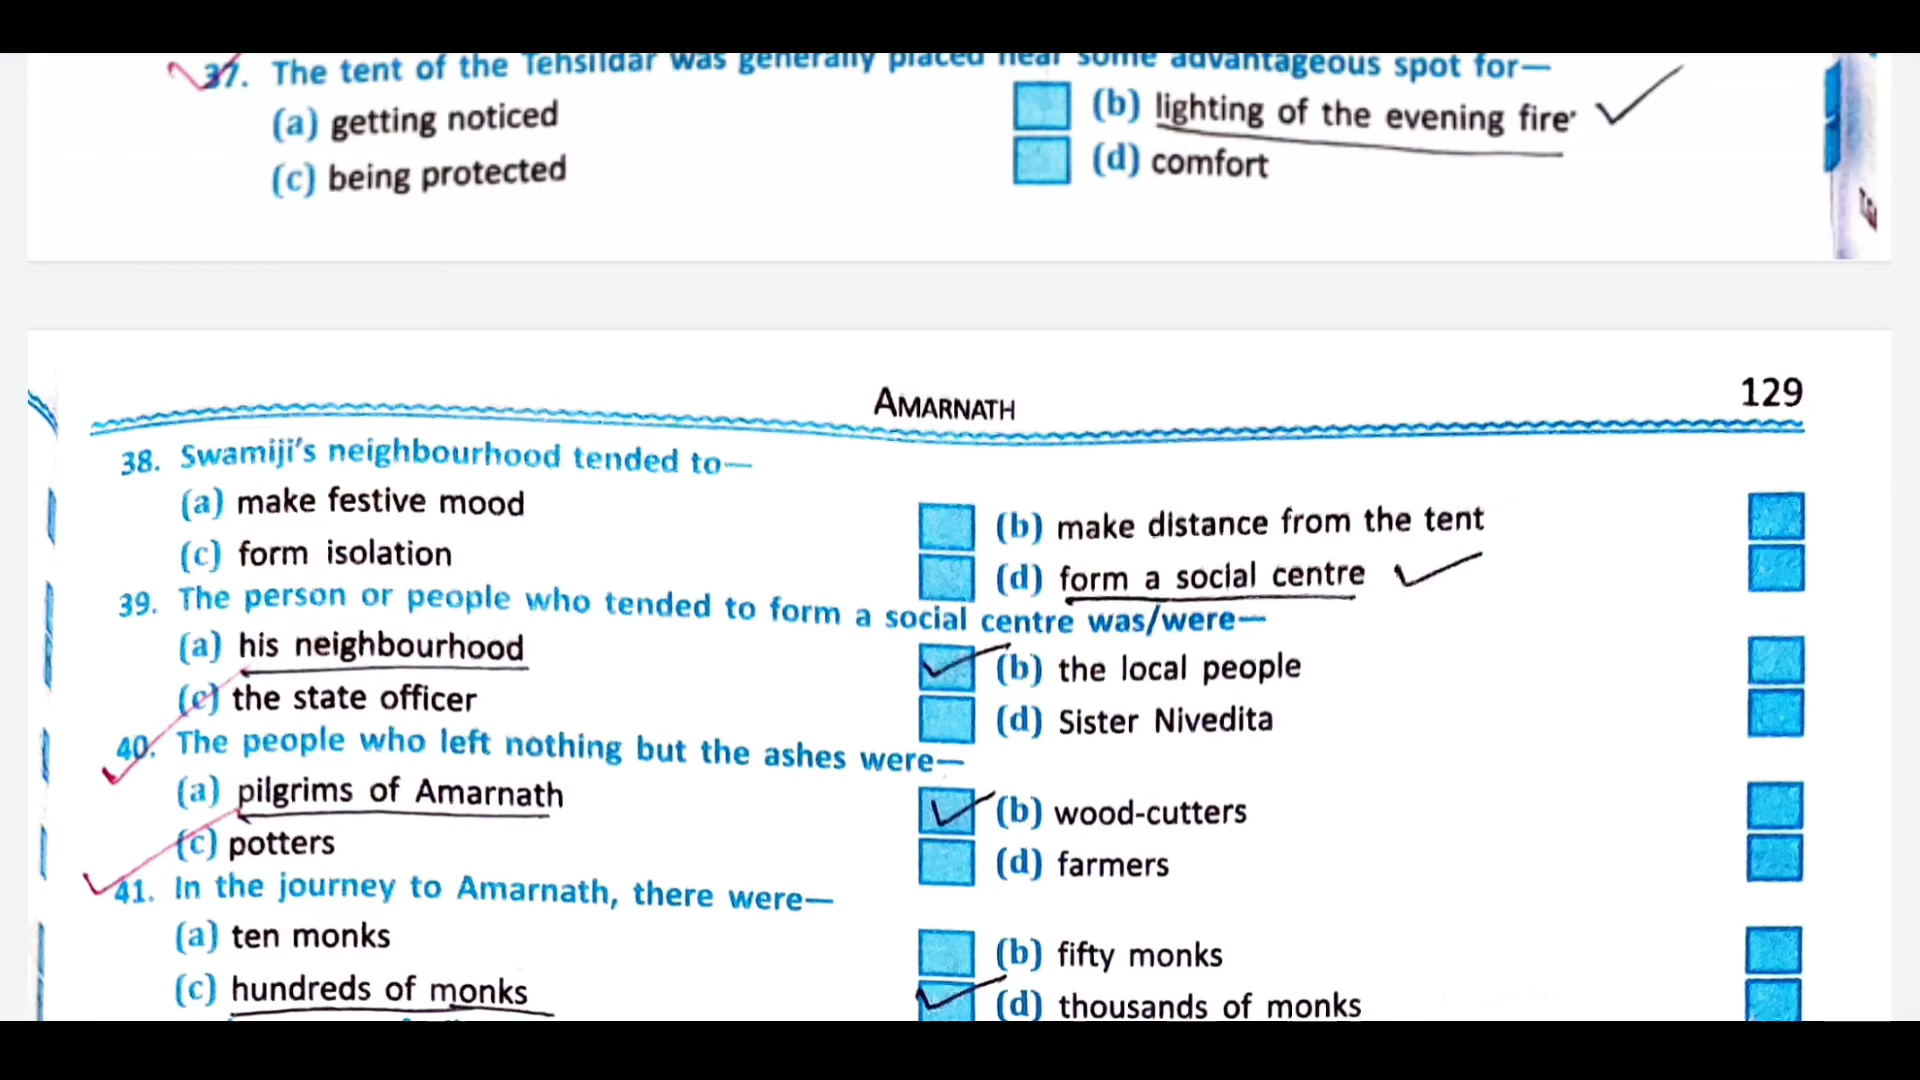 37. The tent of the Tehsildar was generally placed near some advantageous spot for—
(a) getting noticed
(b) lighting of the evening fire
(c) being protected
(d) comfort
AMARNATH
129
38. Swamiji's neighbourhood tended to—
(a) make festive mood
(b) make distance from the tent
(c) form isolation
(d) form a social centre
39. The person or people who tended to form a social centre was/were—
(a) his neighbourhood
(b) the local people
(c) the state officer
(d) Sister Nivedita
40. The people who left nothing but the ashes were—
(a) pilgrims of Amarnath
(b) wood-cutters
(c) potters
(d) farmers
41. In the journey to Amarnath, there were—
(a) ten monks
(b) fifty monks
(c) hundreds of monks
(d) thousands of monks